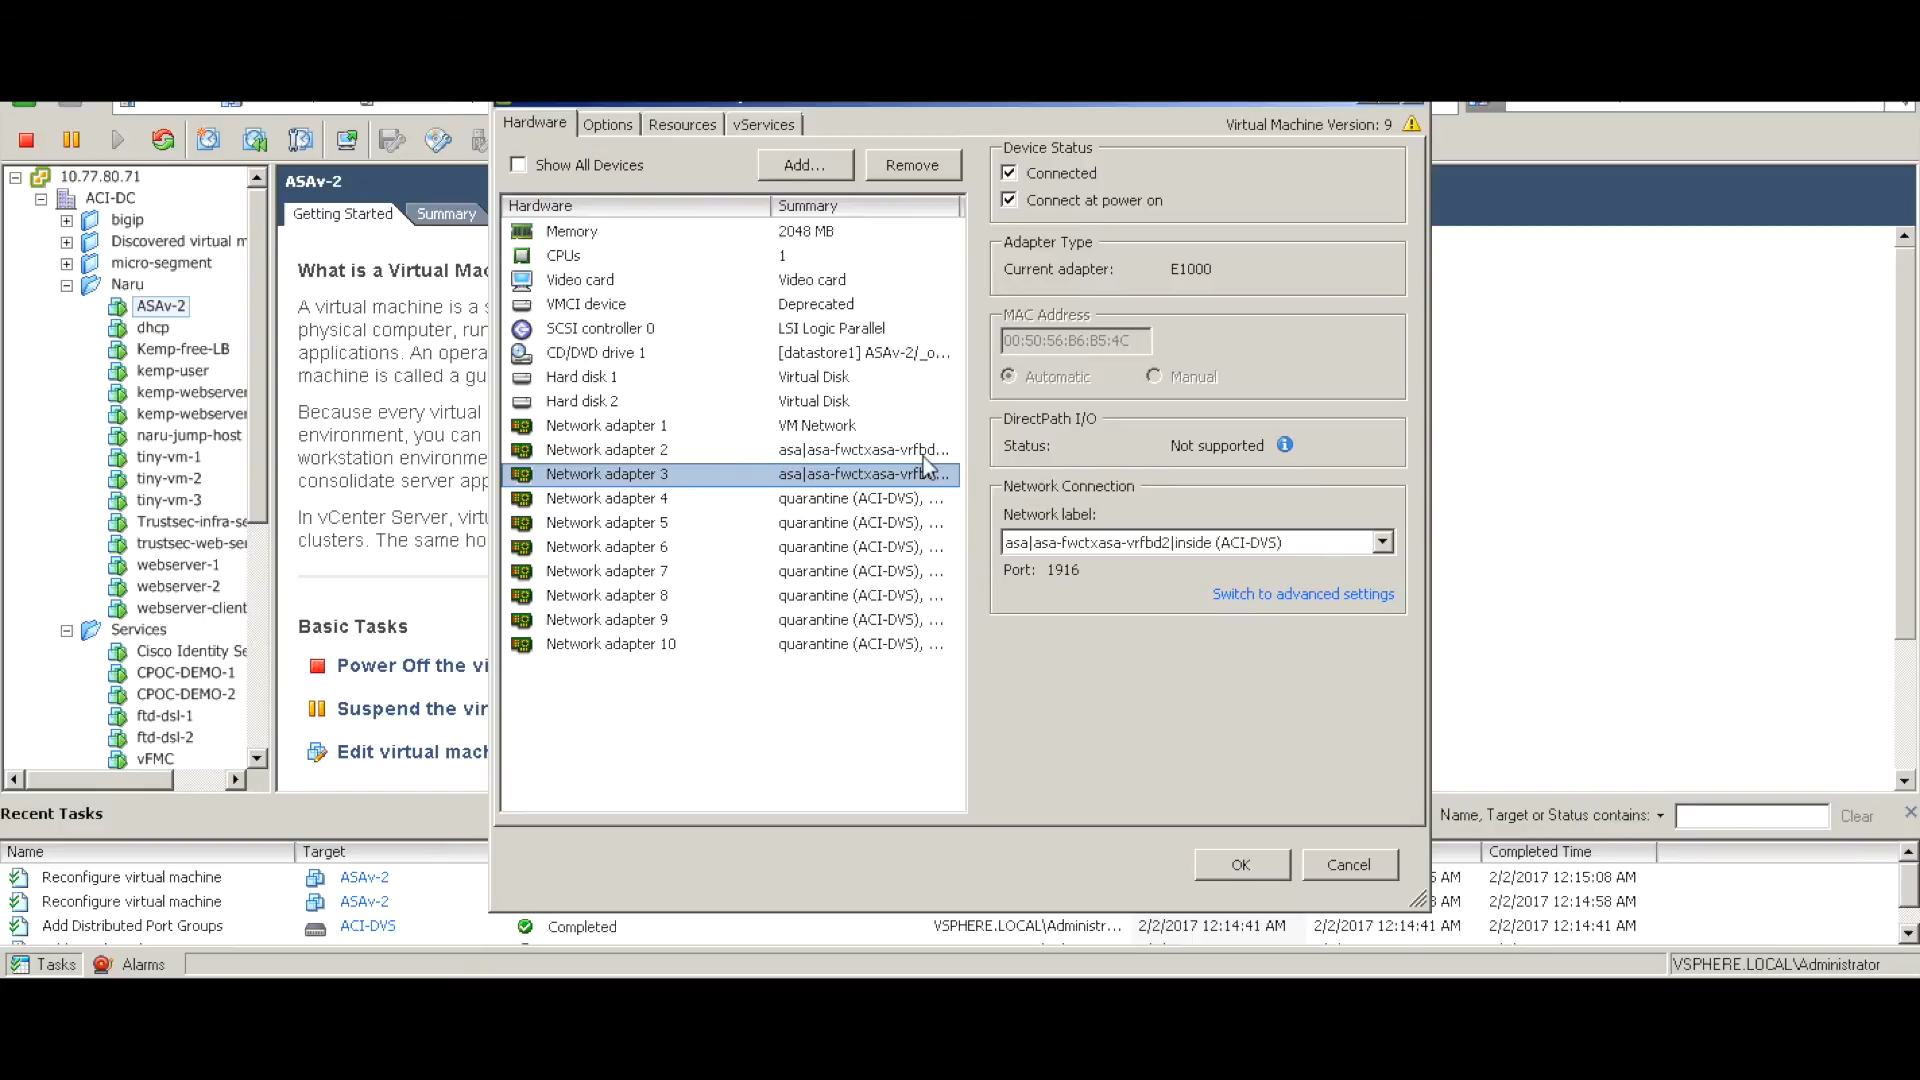 Hardware
Options
Resources
vServices
Virtual Machine Version: 9
Show All Devices
Add...
Remove
Hardware Summary
Memory 2048 MB
CPUs 1
Video card Video card
VMCI device Deprecated
SCSI controller 0 LSI Logic Parallel
CD/DVD drive 1 [datastore1] ASAv-2/_o...
Hard disk 1 Virtual Disk
Hard disk 2 Virtual Disk
Network adapter 1 VM Network
Network adapter 2 asa|asa-fwctxasa-vrfbd...
Network adapter 3 asa|asa-fwctxasa-vrfb...
Network adapter 4 quarantine (ACI-DVS), ...
Network adapter 5 quarantine (ACI-DVS), ...
Network adapter 6 quarantine (ACI-DVS), ...
Network adapter 7 quarantine (ACI-DVS), ...
Network adapter 8 quarantine (ACI-DVS), ...
Network adapter 9 quarantine (ACI-DVS), ...
Network adapter 10 quarantine (ACI-DVS), ...
Device Status
Connected
Connect at power on
Adapter Type
Current adapter: E1000
MAC Address
00:50:56:B6:B5:4C
Automatic Manual
DirectPath I/O
Status: Not supported
Network Connection
Network label:
asa|asa-fwctxasa-vrfbd2|inside (ACI-DVS)
Port: 1916
Switch to advanced settings
OK
Cancel
10.77.80.71
ACI-DC
bigip
Discovered virtual m
micro-segment
Naru
ASAv-2
dhcp
Kemp-free-LB
kemp-user
kemp-webserver
kemp-webserver
naru-jump-host
tiny-vm-1
tiny-vm-2
tiny-vm-3
Trustsec-infra-se
trustsec-web-se
webserver-1
webserver-2
webserver-client
Services
Cisco Identity Se
CPOC-DEMO-1
CPOC-DEMO-2
ftd-dsl-1
ftd-dsl-2
vFMC
ASAv-2
Getting Started
Summary
What is a Virtual Mac
A virtual machine is a s
physical computer, run
applications. An opera
machine is called a gu
Because every virtual
environment, you can
workstation environme
consolidate server app
In vCenter Server, virtu
clusters. The same ho
Basic Tasks
Power Off the vi
Suspend the vir
Edit virtual mach
Recent Tasks
Name, Target or Status contains:
Clear
Name Target Completed Time
Reconfigure virtual machine ASAv-2 AM 2/2/2017 12:15:08 AM
Reconfigure virtual machine ASAv-2 AM 2/2/2017 12:14:58 AM
Add Distributed Port Groups ACI-DVS Completed VSPHERE.LOCAL\Administr... 2/2/2017 12:14:41 AM 2/2/2017 12:14:41 AM 2/2/2017 12:14:41 AM
Tasks
Alarms
VSPHERE.LOCAL\Administrator